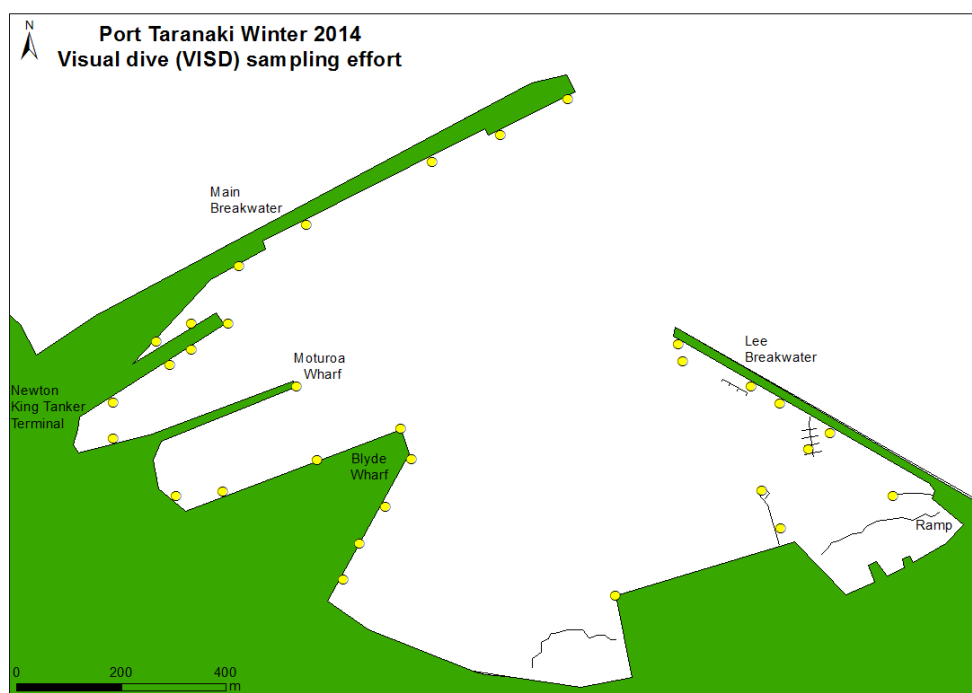 N
Port Taranaki Winter 2014
Visual dive (VISD) sampling effort
Main
Breakwater
Lee
Breakwater
Moturoa
Wharf
Newton
King Tanker
Terminal
Blyde
Wharf
Ramp
0 200 400
m